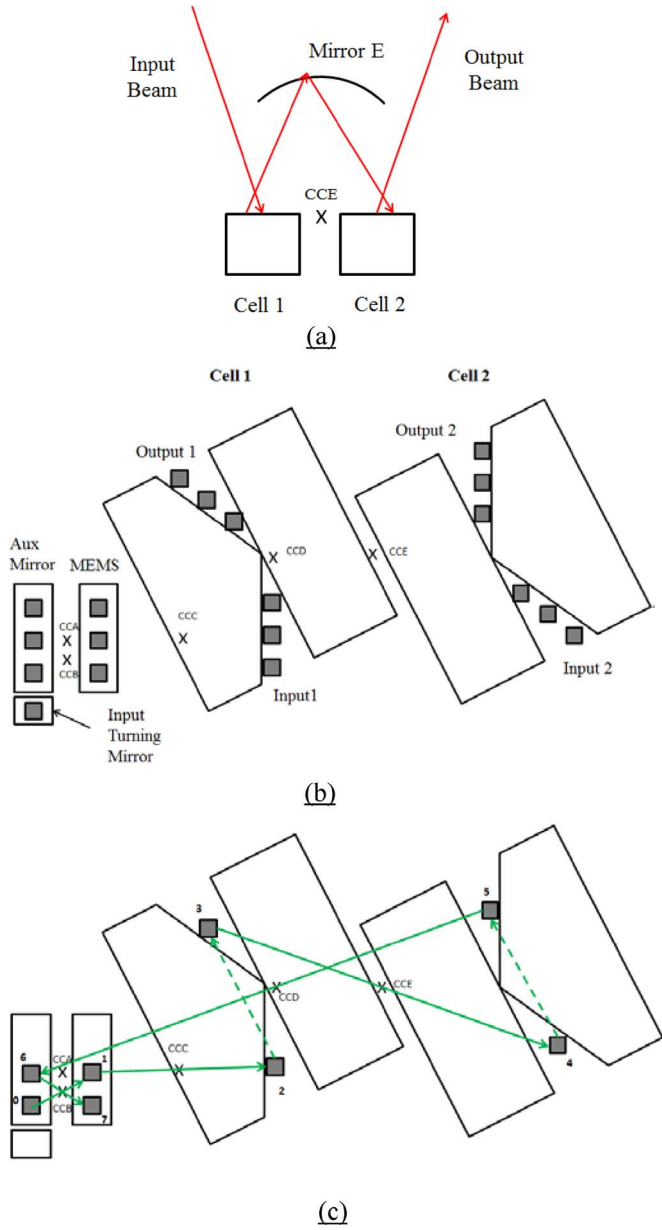 Input
Beam
Mirror E
Output
Beam
CCE
X
Cell 1
Cell 2
(a)
Cell 1
Cell 2
Output 1
Output 2
Aux
Mirror
MEMS
CCA
X
X
CCB
CCC
X
X CCD
X CCE
Input1
Input 2
Input
Turning
Mirror
(b)
3
5
6
CCA
X
1
0
X
CCB
7
CCC
X
2
X
CCD
X CCE
4
(c)